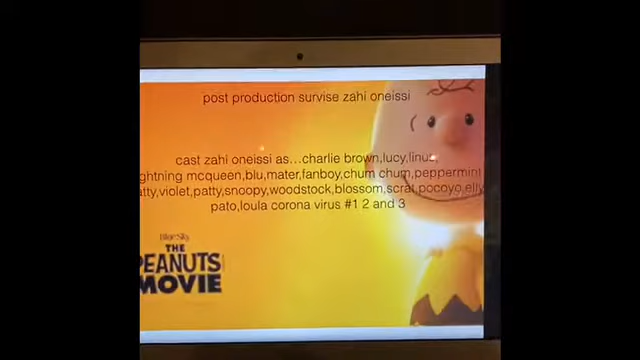 post production survise zahi oneissi
cast zahi oneissi as...charlie brown,lucy,linus,
ghtning mcqueen,blu,mater,fanboy,chum chum,peppermint
atty,violet,patty,snoopy,woodstock,blossom,scrat,pocoyo,elly
pato,loula corona virus #1 2 and 3
Blue Sky
THE
PEANUTS
MOVIE